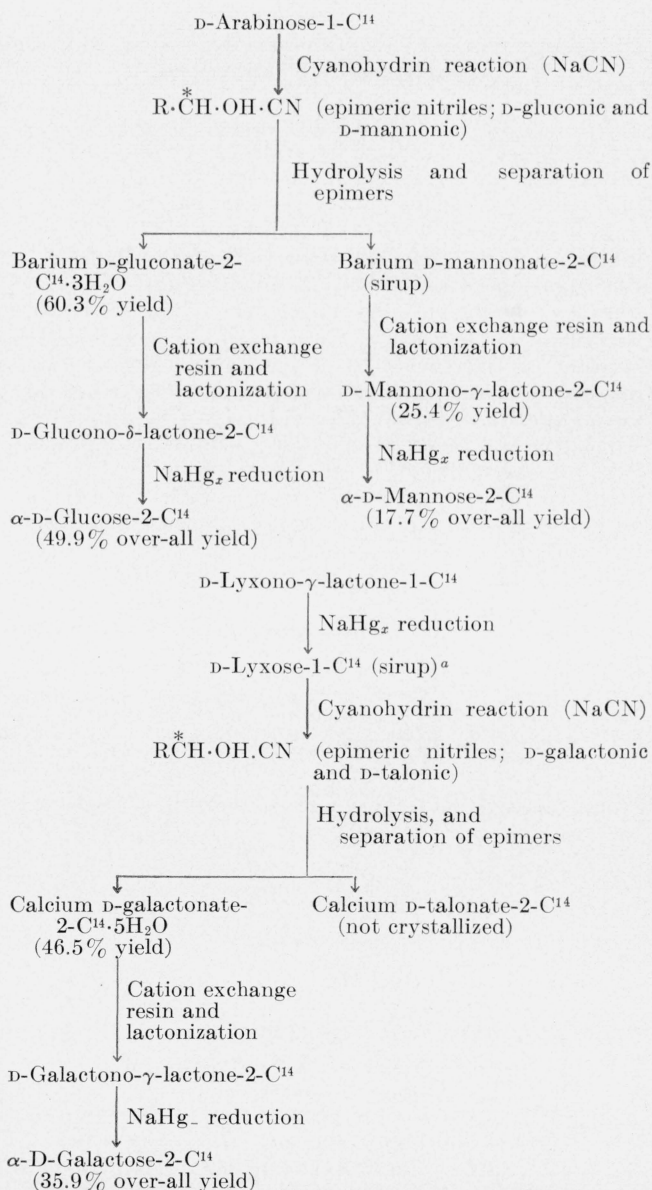 D-Arabinose-1-C¹⁴
Cyanohydrin reaction (NaCN)
*
R·CH·OH·CN (epimeric nitriles; D-gluconic and
D-mannonic)
Hydrolysis and separation of
epimers
Barium D-gluconate-2-
C¹⁴·3H₂O
(60.3% yield)
Cation exchange
resin and
lactonization
D-Glucono-δ-lactone-2-C¹⁴
NaHgₓ reduction
α-D-Glucose-2-C¹⁴
(49.9% over-all yield)
Barium D-mannonate-2-C¹⁴
(sirup)
Cation exchange resin and
lactonization
D-Mannono-γ-lactone-2-C¹⁴
(25.4% yield)
NaHgₓ reduction
α-D-Mannose-2-C¹⁴
(17.7% over-all yield)
D-Lyxono-γ-lactone-1-C¹⁴
NaHgₓ reduction
D-Lyxose-1-C¹⁴ (sirup)ᵃ
Cyanohydrin reaction (NaCN)
*
RCH·OH.CN (epimeric nitriles; D-galactonic
and D-talonic)
Hydrolysis, and
separation of epimers
Calcium D-galactonate-
2-C¹⁴·5H₂O
(46.5% yield)
Cation exchange
resin and
lactonization
D-Galactono-γ-lactone-2-C¹⁴
NaHg₋ reduction
α-D-Galactose-2-C¹⁴
(35.9% over-all yield)
Calcium D-talonate-2-C¹⁴
(not crystallized)